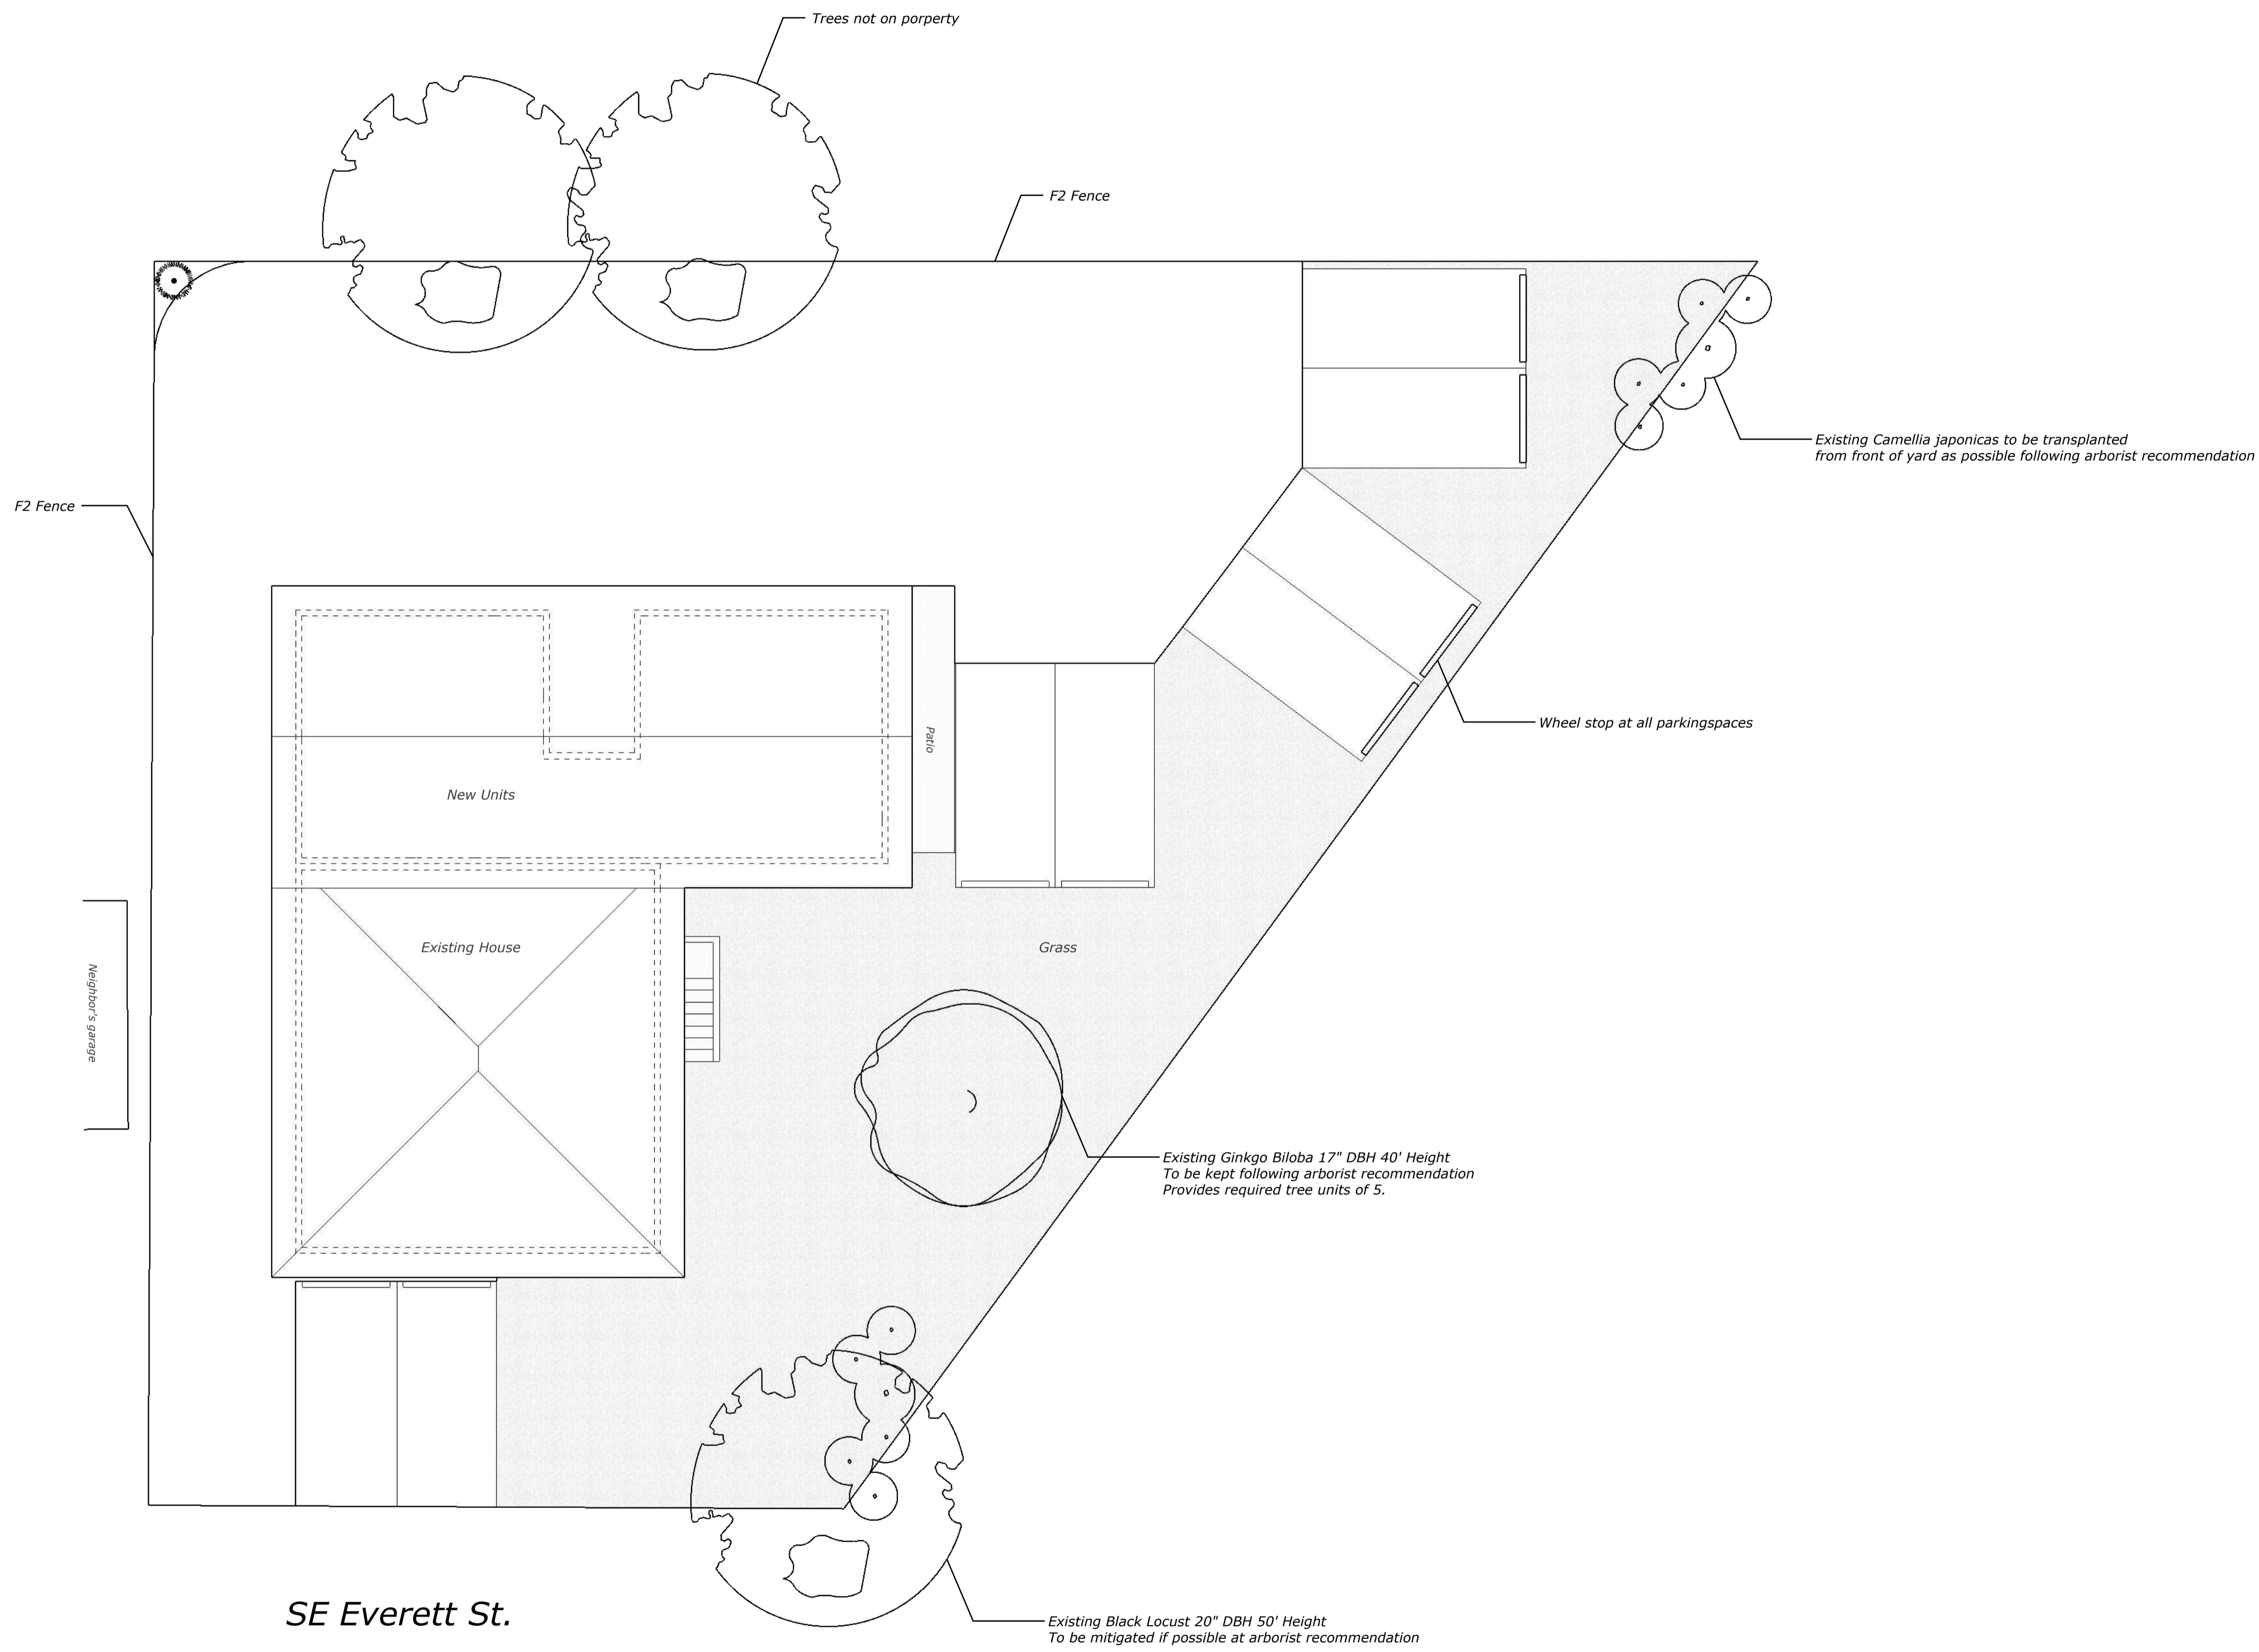 Trees not on porperty
F2 Fence
Existing Camellia japonicas to be transplanted
from front of yard as possible following arborist recommendation
F2 Fence
Wheel stop at all parkingspaces
Patio
New Units
Existing House
Grass
Neighbor's garage
Existing Ginkgo Biloba 17" DBH 40' Height
To be kept following arborist recommendation
Provides required tree units of 5.
SE Everett St.
Existing Black Locust 20" DBH 50' Height
To be mitigated if possible at arborist recommendation